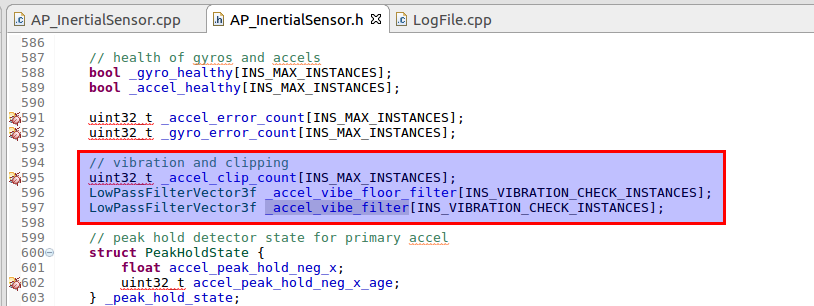 AP_InertialSensor.cpp AP_InertialSensor.h LogFile.cpp
586
587 // health of gyros and accels
588 bool _gyro_healthy[INS_MAX_INSTANCES];
589 bool _accel_healthy[INS_MAX_INSTANCES];
590
591 uint32_t _accel_error_count[INS_MAX_INSTANCES];
592 uint32_t _gyro_error_count[INS_MAX_INSTANCES];
593
594 // vibration and clipping
595 uint32_t _accel_clip_count[INS_MAX_INSTANCES];
596 LowPassFilterVector3f _accel_vibe_floor_filter[INS_VIBRATION_CHECK_INSTANCES];
597 LowPassFilterVector3f _accel_vibe_filter[INS_VIBRATION_CHECK_INSTANCES];
598
599 // peak hold detector state for primary accel
600 struct PeakHoldState {
601 float accel_peak_hold_neg_x;
602 uint32_t accel_peak_hold_neg_x_age;
603 } _peak_hold_state;